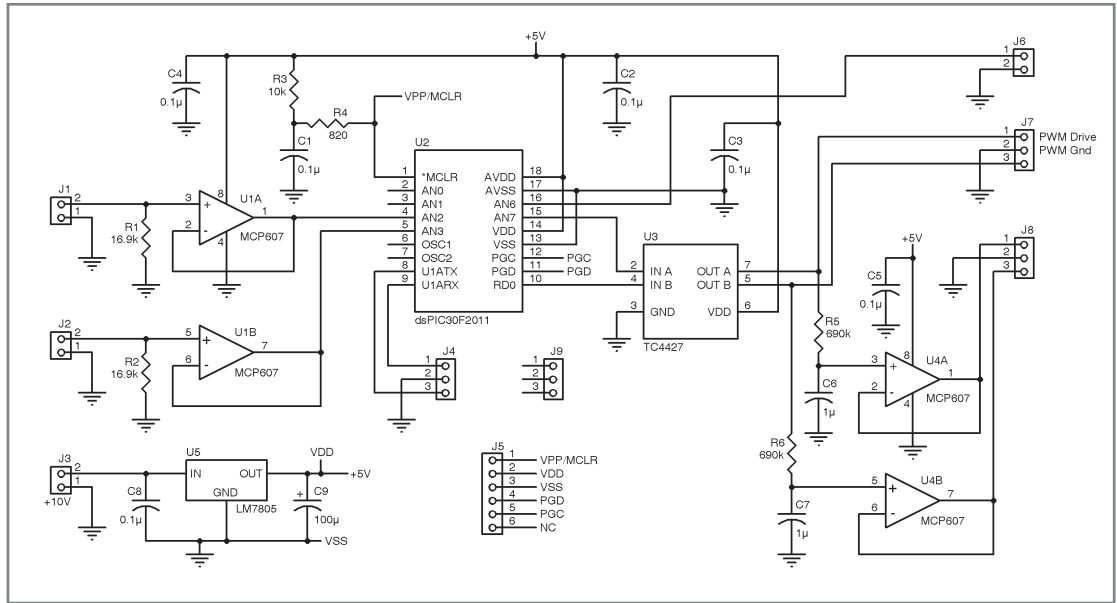 +5V
C4
0.1µ
R3
10k
VPP/MCLR
R4
820
C1
0.1µ
C2
0.1µ
C3
0.1µ
J6
1
2
J7
1 PWM Drive
2 PWM Gnd
3
U2
1 *MCLR AVDD 18
2 AN0 AVSS 17
3 AN1 AN6 16
4 AN2 AN7 15
5 AN3 VDD 14
6 OSC1 VSS 13
7 OSC2 PGC 12 PGC
8 U1ATX PGD 11 PGD
9 U1ARX RD0 10
dsPIC30F2011
J1
2
1
R1
16.9k
U1A
3 +
2 -
8
1
4
MCP607
J2
2
1
R2
16.9k
U1B
5 +
6 -
7
MCP607
U3
2 IN A OUT A 7
4 IN B OUT B 5
3 GND VDD 6
TC4427
J8
1
2
3
+5V
C5
0.1µ
R5
690k
C6
1µ
U4A
3 +
2 -
8
1
4
MCP607
R6
690k
C7
1µ
U4B
5 +
6 -
7
MCP607
J4
1
2
3
J9
1
2
3
J3
2
1
+10V
C8
0.1µ
U5
IN OUT
GND
LM7805
VDD
+5V
+
C9
100µ
VSS
J5
1 VPP/MCLR
2 VDD
3 VSS
4 PGD
5 PGC
6 NC